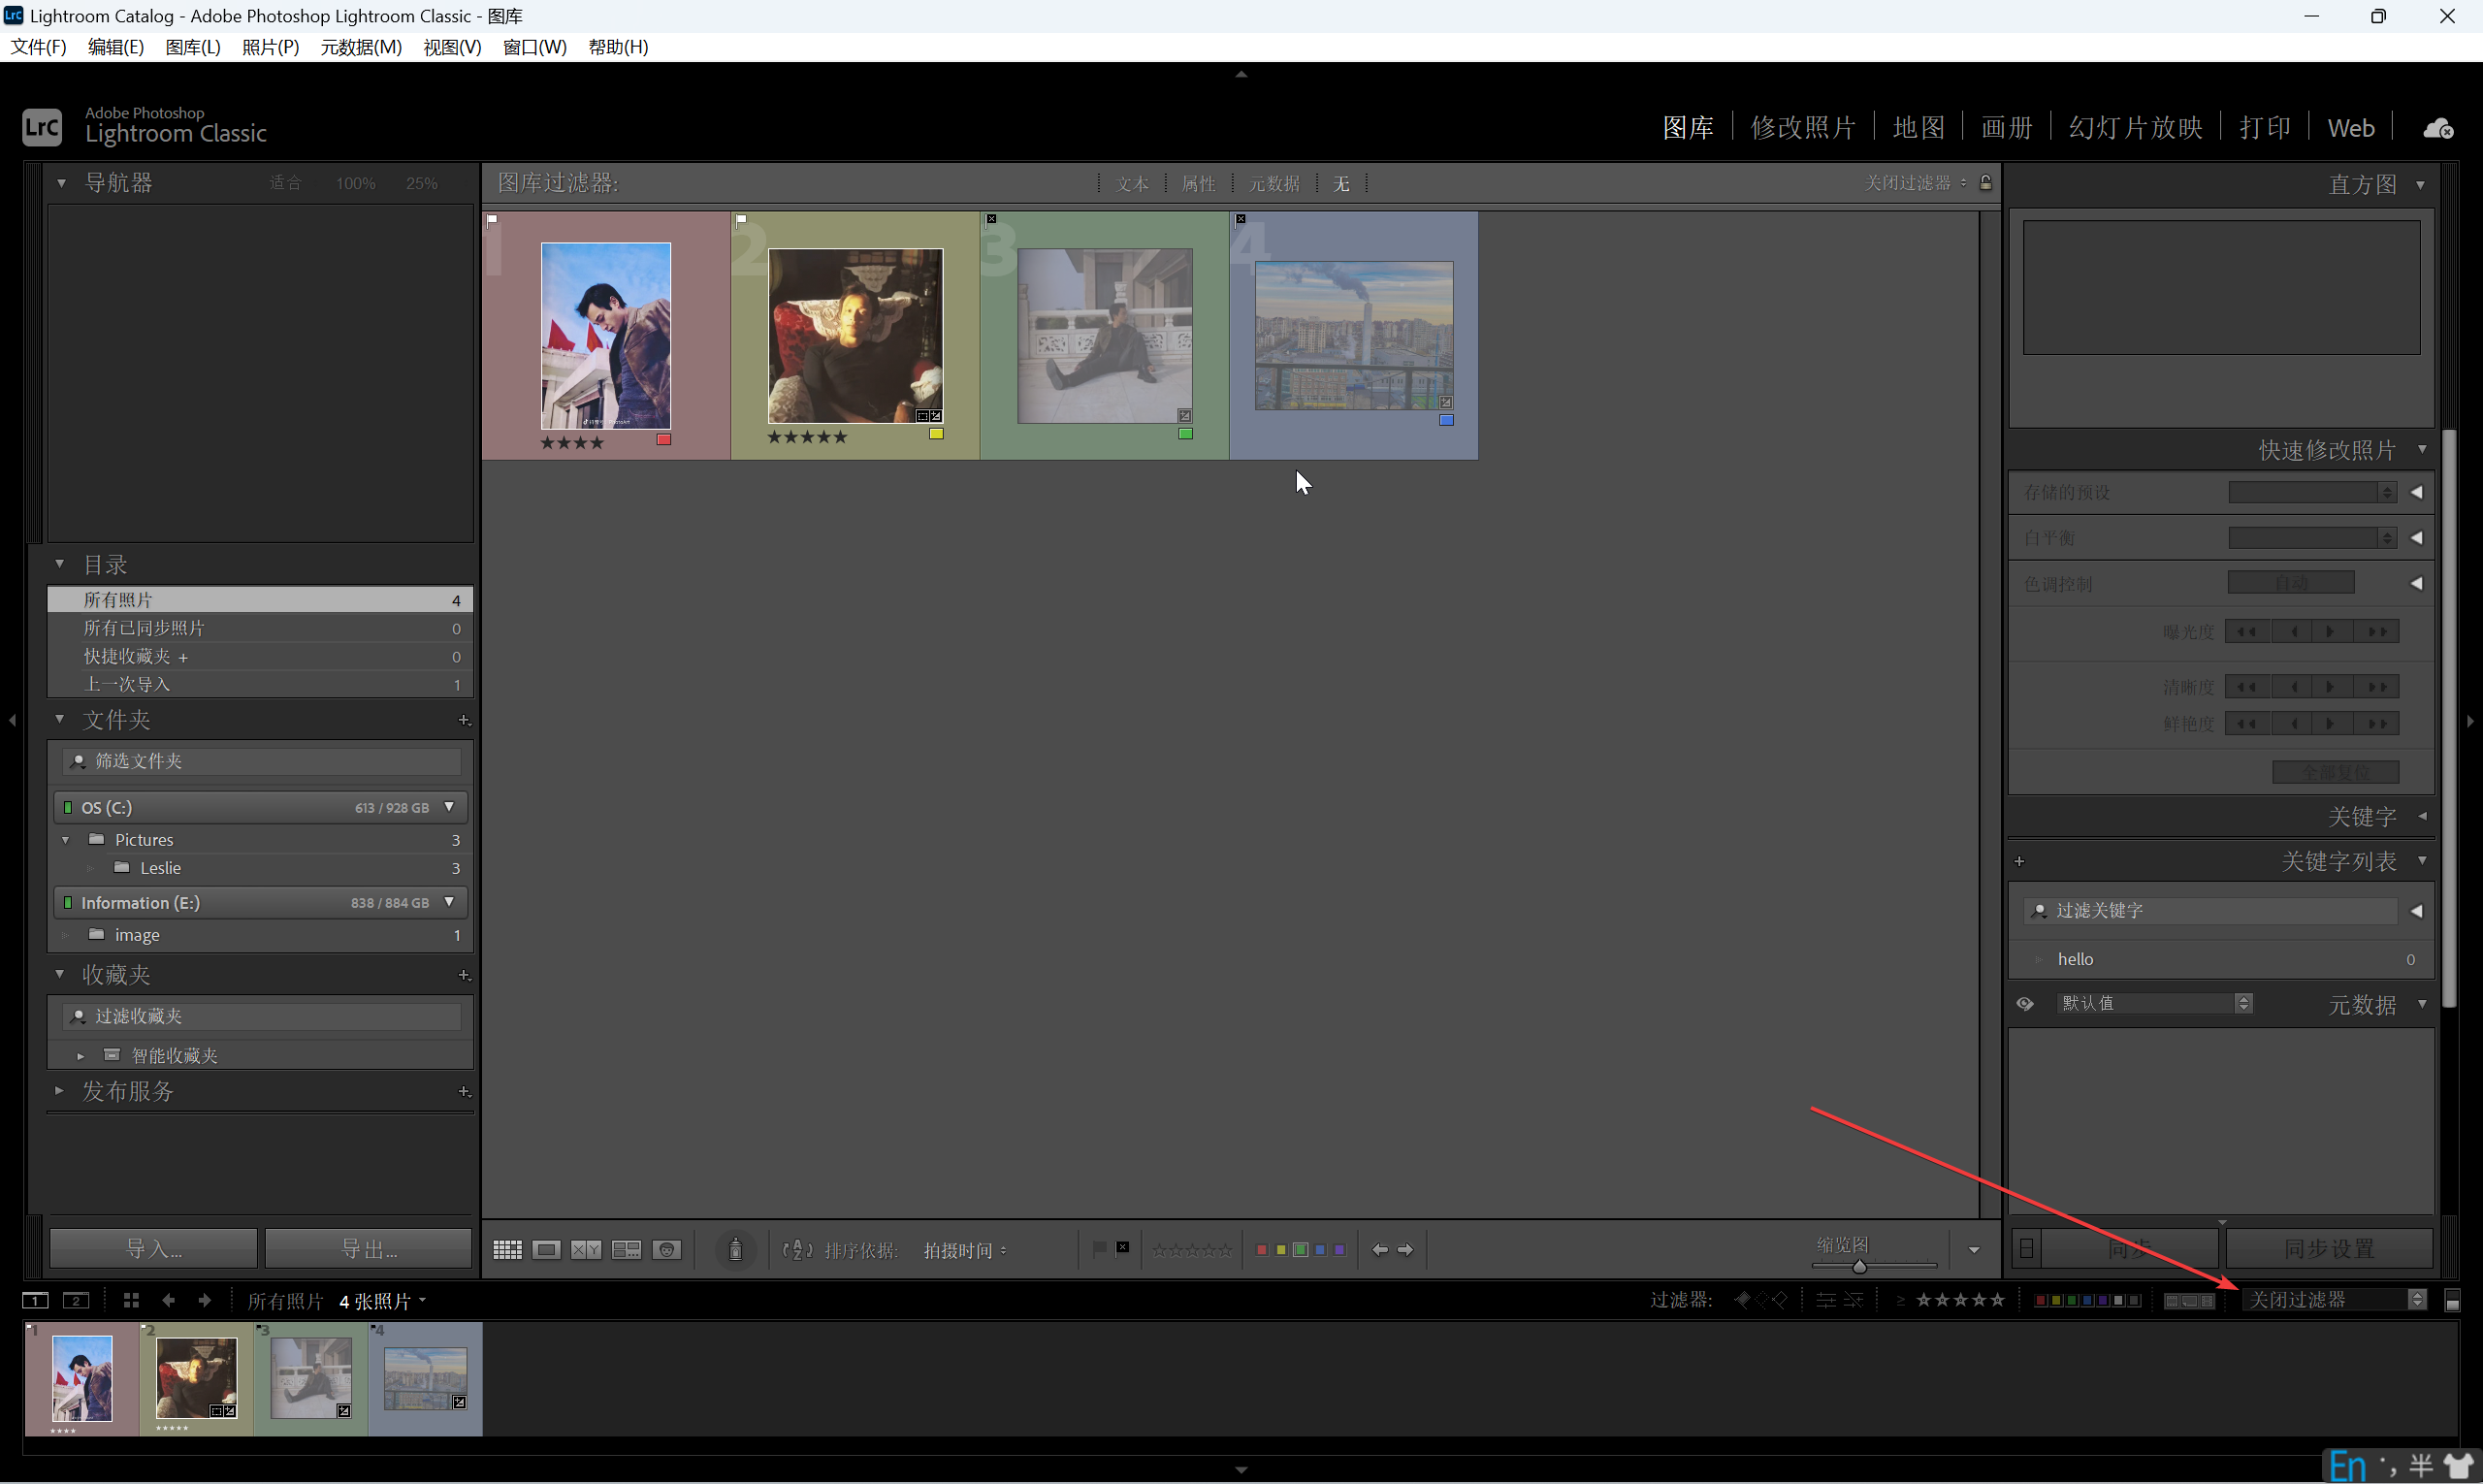 Lightroom Catalog - Adobe Photoshop Lightroom Classic - 图库
文件(F) 编辑(E) 图库(L) 照片(P) 元数据(M) 视图(V) 窗口(W) 帮助(H)
LrC
Adobe Photoshop
Lightroom Classic
图库 修改照片 地图 画册 幻灯片放映 打印 Web
导航器 适合 100% 25%
图库过滤器: 文本 属性 元数据 无 关闭过滤器
直方图
1 2 3 4
目录
所有照片 4
所有已同步照片 0
快捷收藏夹 + 0
上一次导入 1
文件夹
筛选文件夹
OS (C:) 613 / 928 GB
Pictures 3
Leslie 3
Information (E:) 838 / 884 GB
image 1
收藏夹
过滤收藏夹
智能收藏夹
发布服务
导入... 导出...
快速修改照片
存储的预设
白平衡
色调控制 自动
曝光度
清晰度
鲜艳度
全部复位
关键字
关键字列表
过滤关键字
hello 0
默认值 元数据
XY 排序依据: 拍摄时间 缩览图
同步 同步设置
1 2 所有照片 4 张照片 过滤器: ≥ ★★★★★ 关闭过滤器
1 2 3 4
En 半